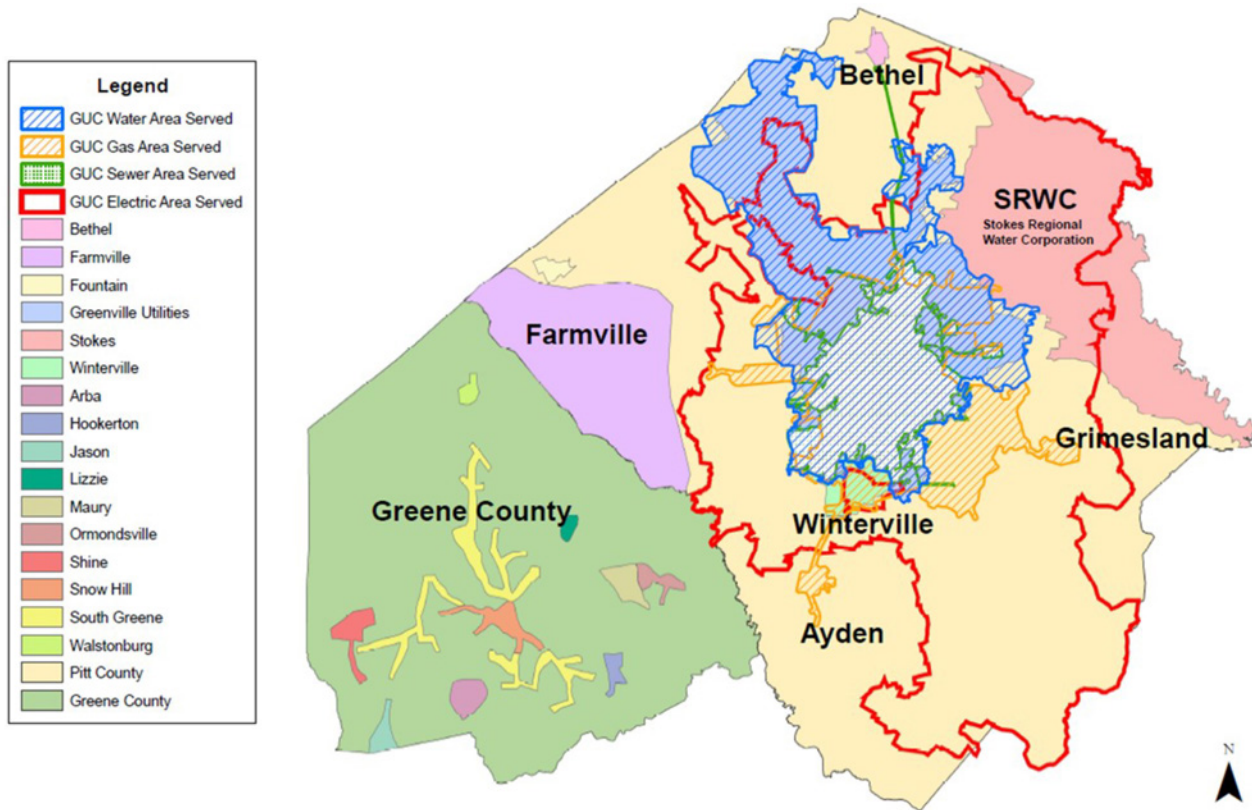 Legend
GUC Water Area Served
GUC Gas Area Served
GUC Sewer Area Served
GUC Electric Area Served
Bethel
Farmville
Fountain
Greenville Utilities
Stokes
Winterville
Arba
Hookerton
Jason
Lizzie
Maury
Ormondsville
Shine
Snow Hill
South Greene
Walstonburg
Pitt County
Greene County
Bethel
SRWC
Stokes Regional
Water Corporation
Farmville
Grimesland
Greene County
Winterville
Ayden
N